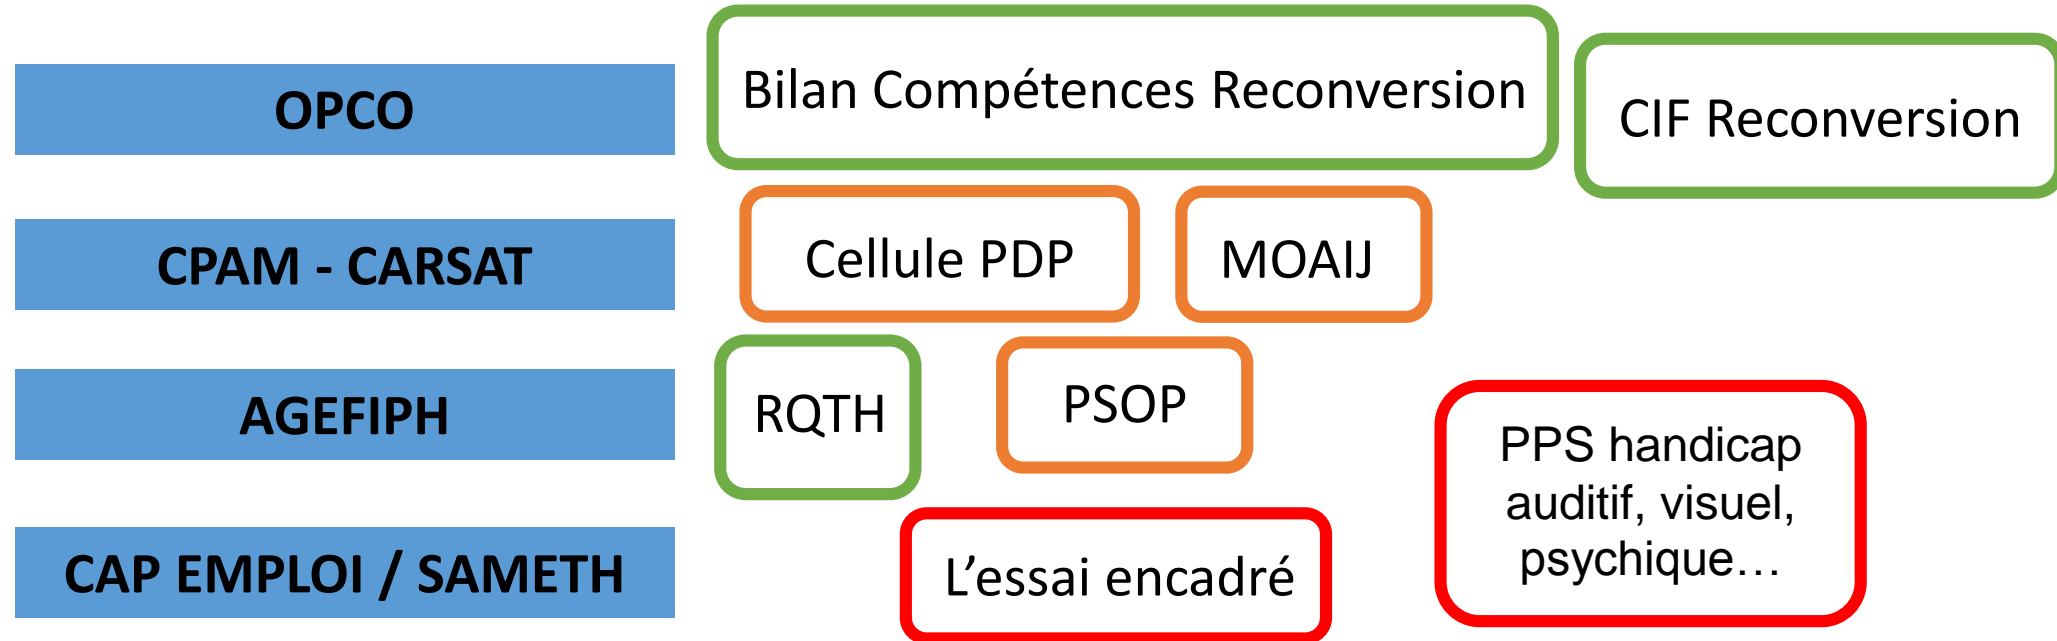 OPCO
Bilan Compétences Reconversion
CIF Reconversion
CPAM - CARSAT
Cellule PDP
MOAIJ
AGEFIPH
RQTH
PSOP
PPS handicap
auditif, visuel,
psychique…
CAP EMPLOI / SAMETH
L’essai encadré